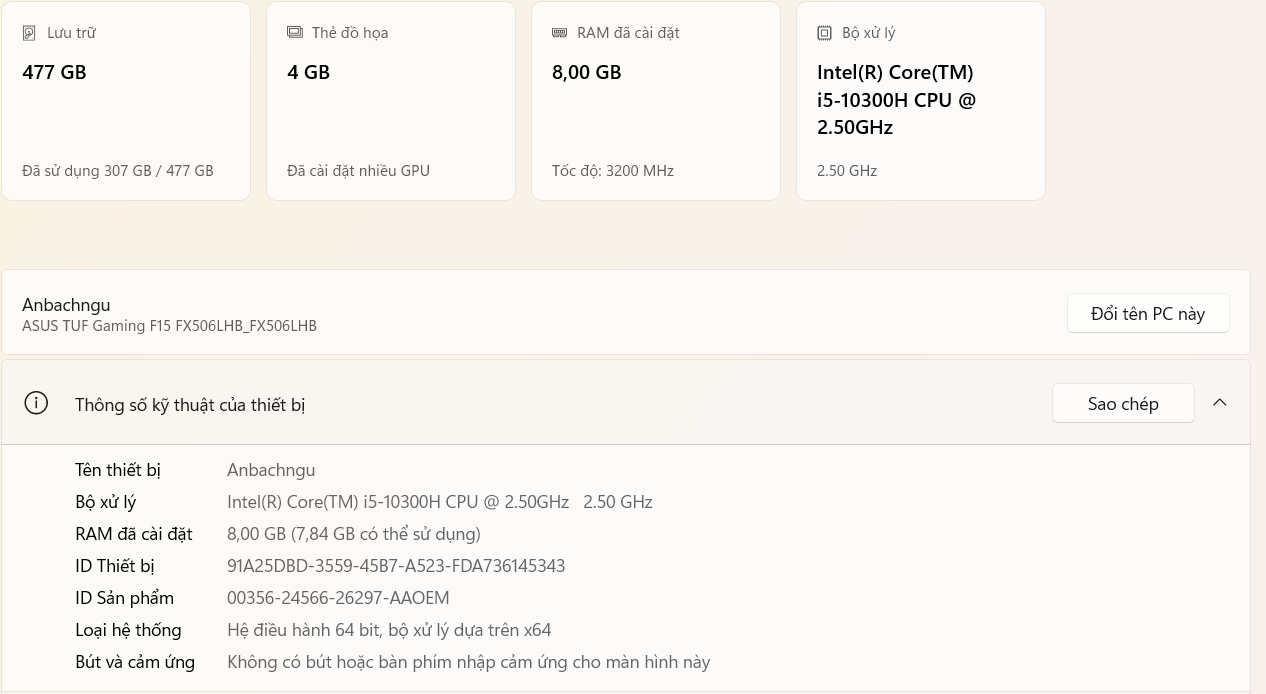 Lưu trữ
477 GB
Đã sử dụng 307 GB / 477 GB
Thẻ đồ họa
4 GB
Đã cài đặt nhiều GPU
RAM đã cài đặt
8,00 GB
Tốc độ: 3200 MHz
Bộ xử lý
Intel(R) Core(TM)
i5-10300H CPU @
2.50GHz
2.50 GHz
Anbachngu
ASUS TUF Gaming F15 FX506LHB_FX506LHB
Đổi tên PC này
Thông số kỹ thuật của thiết bị
Sao chép
Tên thiết bị Anbachngu
Bộ xử lý Intel(R) Core(TM) i5-10300H CPU @ 2.50GHz 2.50 GHz
RAM đã cài đặt 8,00 GB (7,84 GB có thể sử dụng)
ID Thiết bị 91A25DBD-3559-45B7-A523-FDA736145343
ID Sản phẩm 00356-24566-26297-AAOEM
Loại hệ thống Hệ điều hành 64 bit, bộ xử lý dựa trên x64
Bút và cảm ứng Không có bút hoặc bàn phím nhập cảm ứng cho màn hình này